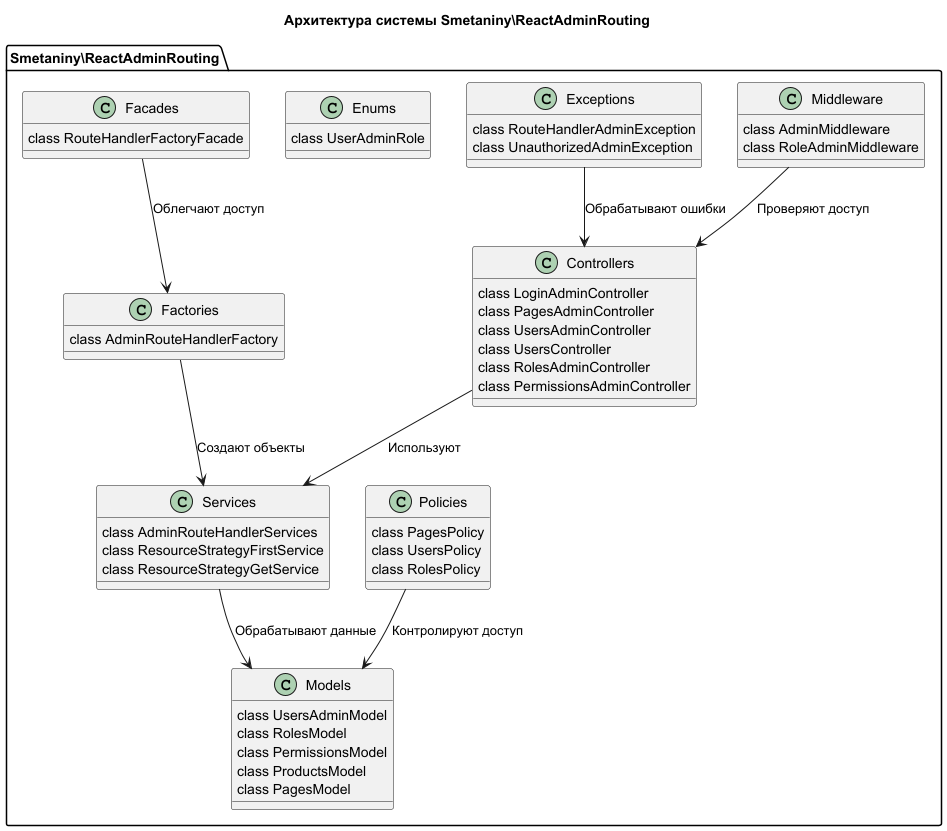 Архитектура системы Smetaniny\ReactAdminRouting
Smetaniny\ReactAdminRouting
C Facades
class RouteHandlerFactoryFacade
C Enums
class UserAdminRole
C Exceptions
class RouteHandlerAdminException
class UnauthorizedAdminException
C Middleware
class AdminMiddleware
class RoleAdminMiddleware
Облегчают доступ
Обрабатывают ошибки
Проверяют доступ
C Factories
class AdminRouteHandlerFactory
C Controllers
class LoginAdminController
class PagesAdminController
class UsersAdminController
class UsersController
class RolesAdminController
class PermissionsAdminController
Создают объекты
Используют
C Services
class AdminRouteHandlerServices
class ResourceStrategyFirstService
class ResourceStrategyGetService
C Policies
class PagesPolicy
class UsersPolicy
class RolesPolicy
Обрабатывают данные
Контролируют доступ
C Models
class UsersAdminModel
class RolesModel
class PermissionsModel
class ProductsModel
class PagesModel